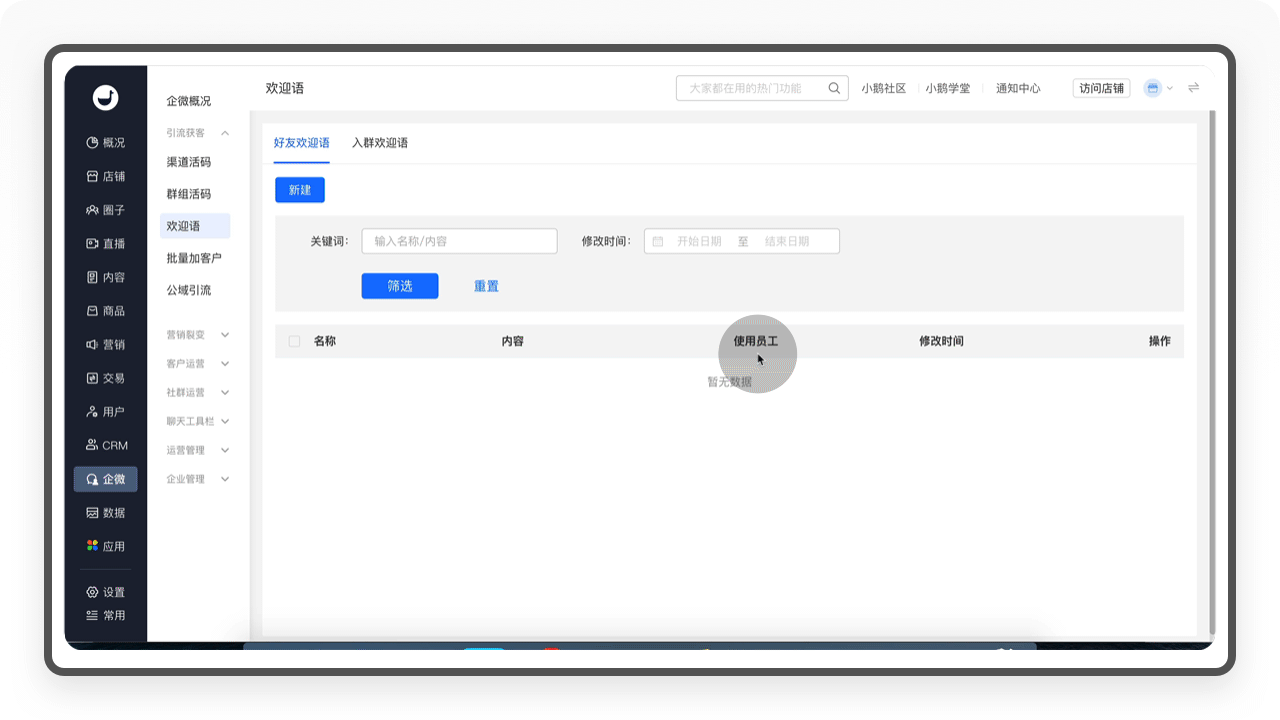 概况
店铺
圈子
直播
内容
商品
营销
交易
用户
CRM
企微
数据
应用
设置
常用
企微概况
引流获客
渠道活码
群组活码
欢迎语
批量加客户
公域引流
营销裂变
客户运营
社群运营
聊天工具栏
运营管理
企业管理
欢迎语 大家都在用的热门功能 小鹅社区 小鹅学堂 通知中心 访问店铺
好友欢迎语 入群欢迎语
新建
关键词： 输入名称/内容 修改时间： 开始日期 至 结束日期
筛选 重置
名称 内容 使用员工 修改时间 操作
暂无数据